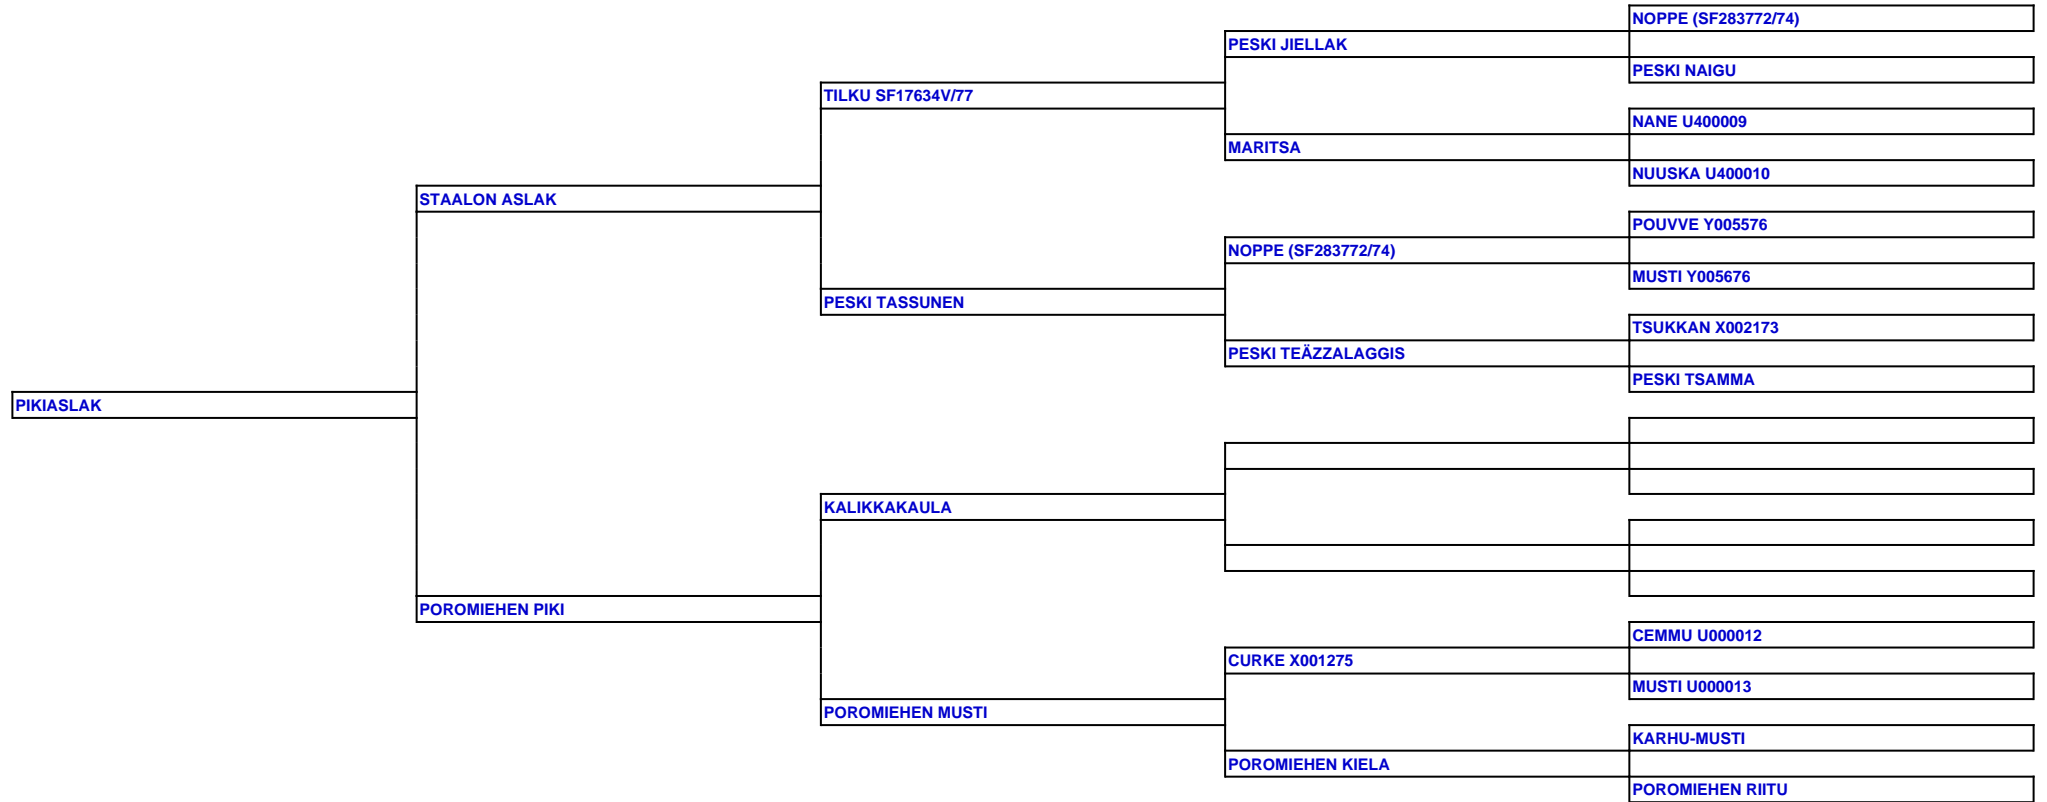 NOPPE (SF283772/74)
PESKI JIELLAK
PESKI NAIGU
TILKU SF17634V/77
NANE U400009
MARITSA
NUUSKA U400010
STAALON ASLAK
POUVVE Y005576
NOPPE (SF283772/74)
MUSTI Y005676
PESKI TASSUNEN
TSUKKAN X002173
PESKI TEÄZZALAGGIS
PESKI TSAMMA
PIKIASLAK
KALIKKAKAULA
POROMIEHEN PIKI
CEMMU U000012
CURKE X001275
MUSTI U000013
POROMIEHEN MUSTI
KARHU-MUSTI
POROMIEHEN KIELA
POROMIEHEN RIITU